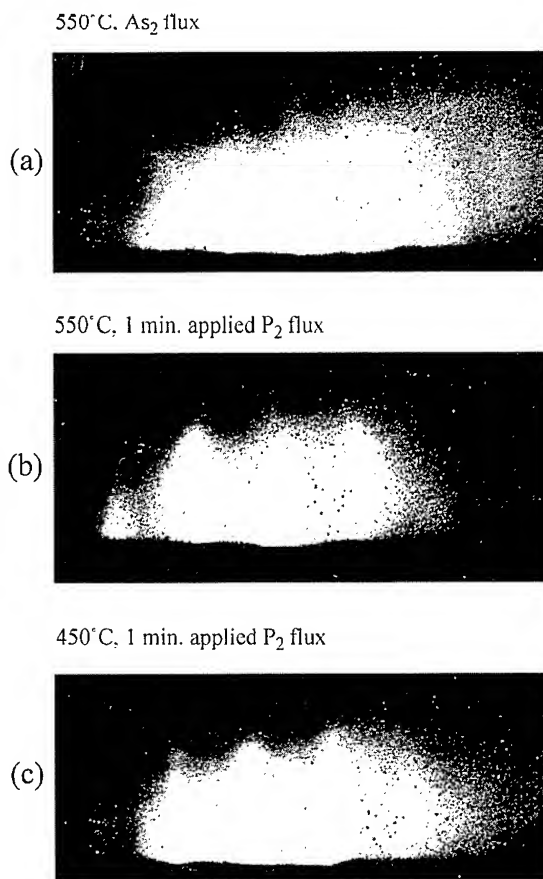 550°C, As₂ flux
(a)
550°C, 1 min. applied P₂ flux
(b)
450°C, 1 min. applied P₂ flux
(c)